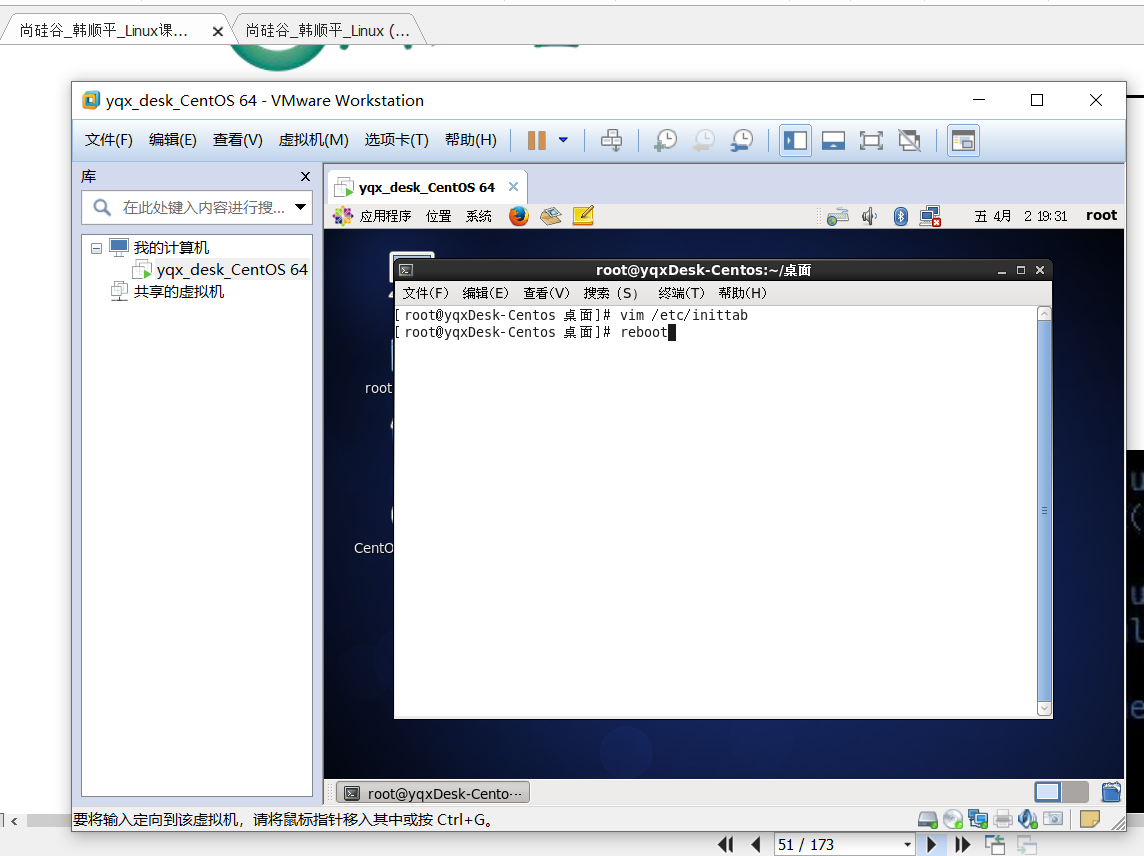 尚硅谷_韩顺平_Linux课...
尚硅谷_韩顺平_Linux (...
yqx_desk_CentOS 64 - VMware Workstation
文件(F) 编辑(E) 查看(V) 虚拟机(M) 选项卡(T) 帮助(H)
库
在此处键入内容进行搜...
我的计算机
yqx_desk_CentOS 64
共享的虚拟机
yqx_desk_CentOS 64
应用程序 位置 系统 五 4月 2 19:31 root
root@yqxDesk-Centos:~/桌面
文件(F) 编辑(E) 查看(V) 搜索 (S) 终端(T) 帮助(H)
[root@yqxDesk-Centos 桌面]# vim /etc/inittab
[root@yqxDesk-Centos 桌面]# reboot
root
CentO
root@yqxDesk-Cento···
要将输入定向到该虚拟机，请将鼠标指针移入其中或按 Ctrl+G。
51 / 173